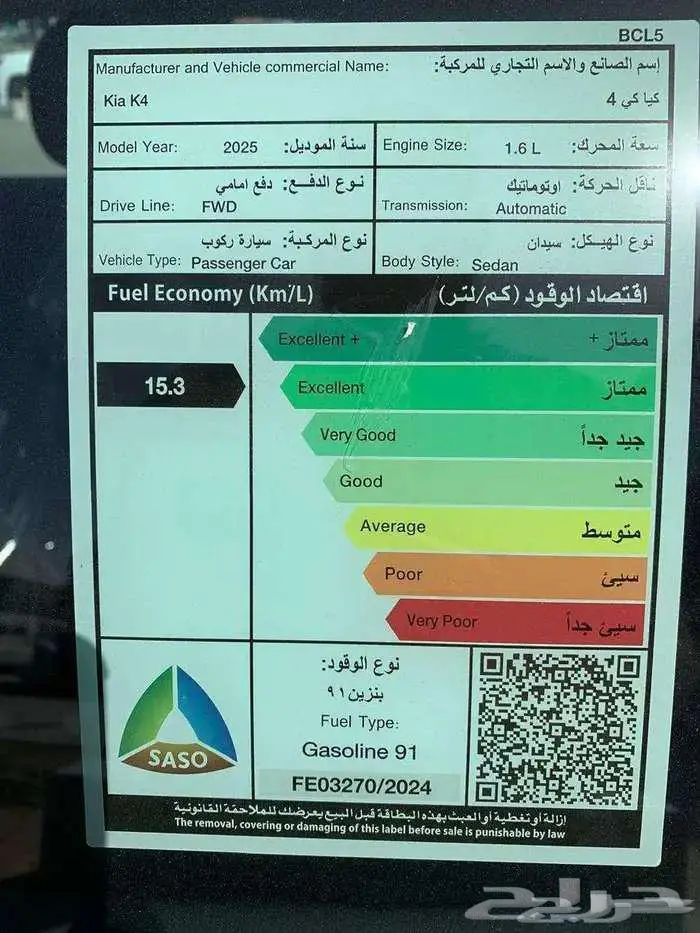 BCL5
Manufacturer and Vehicle commercial Name: إسم الصانع والاسم التجاري للمركبة:
Kia K4 كيا كي 4
Model Year: 2025 سنة الموديل:
Engine Size: 1.6 L سعة المحرك:
نوع الدفع: دفع امامي
Drive Line: FWD
ناقل الحركة: اوتوماتيك
Transmission: Automatic
نوع المركبة: سيارة ركوب
Vehicle Type: Passenger Car
نوع الهيكل: سيدان
Body Style: Sedan
Fuel Economy (Km/L) اقتصاد الوقود (كم/لتر)
Excellent + ممتاز +
15.3
Excellent ممتاز
Very Good جيد جداً
Good جيد
Average متوسط
Poor سيئ
Very Poor سيئ جداً
SASO
نوع الوقود:
بنزين ٩١
Fuel Type:
Gasoline 91
FE03270/2024
إزالة أو تغطية أو العبث بهذه البطاقة قبل البيع يعرضك للملاحقة القانونية
The removal, covering or damaging of this label before sale is punishable by law
حراج